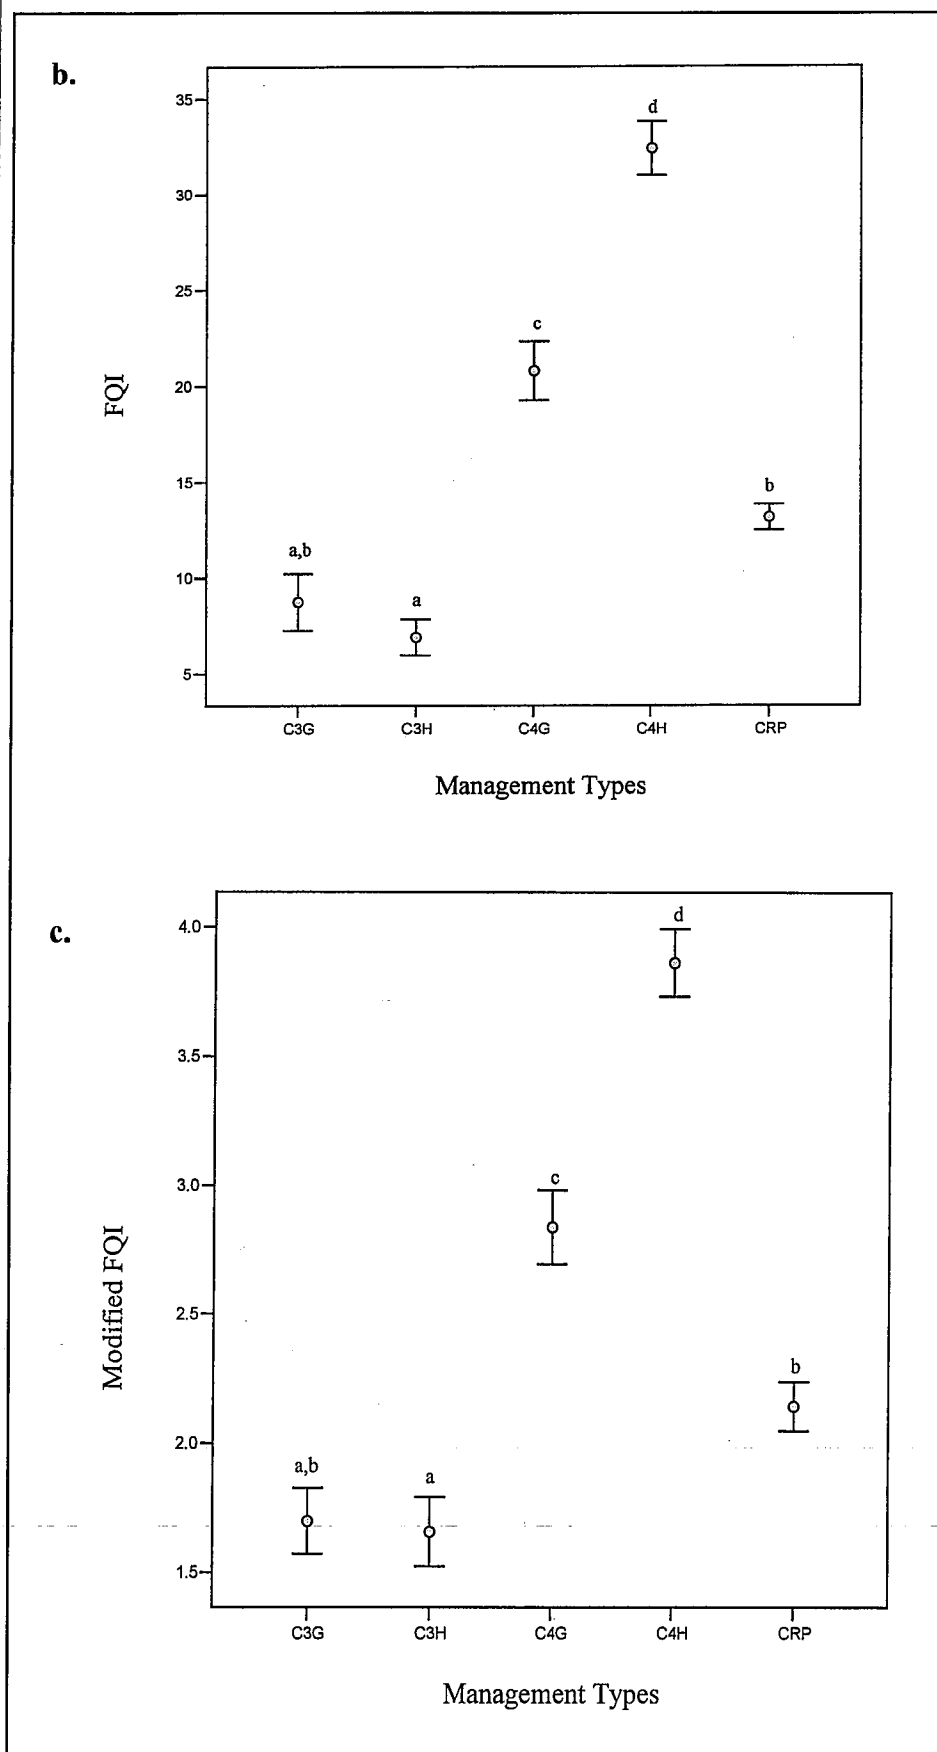 b.
35
30
25
20
15
10
5
FQI
d
c
b
a,b
a
C3G C3H C4G C4H CRP
Management Types
c.
4.0
3.5
3.0
2.5
2.0
1.5
Modified FQI
d
c
b
a,b
a
C3G C3H C4G C4H CRP
Management Types